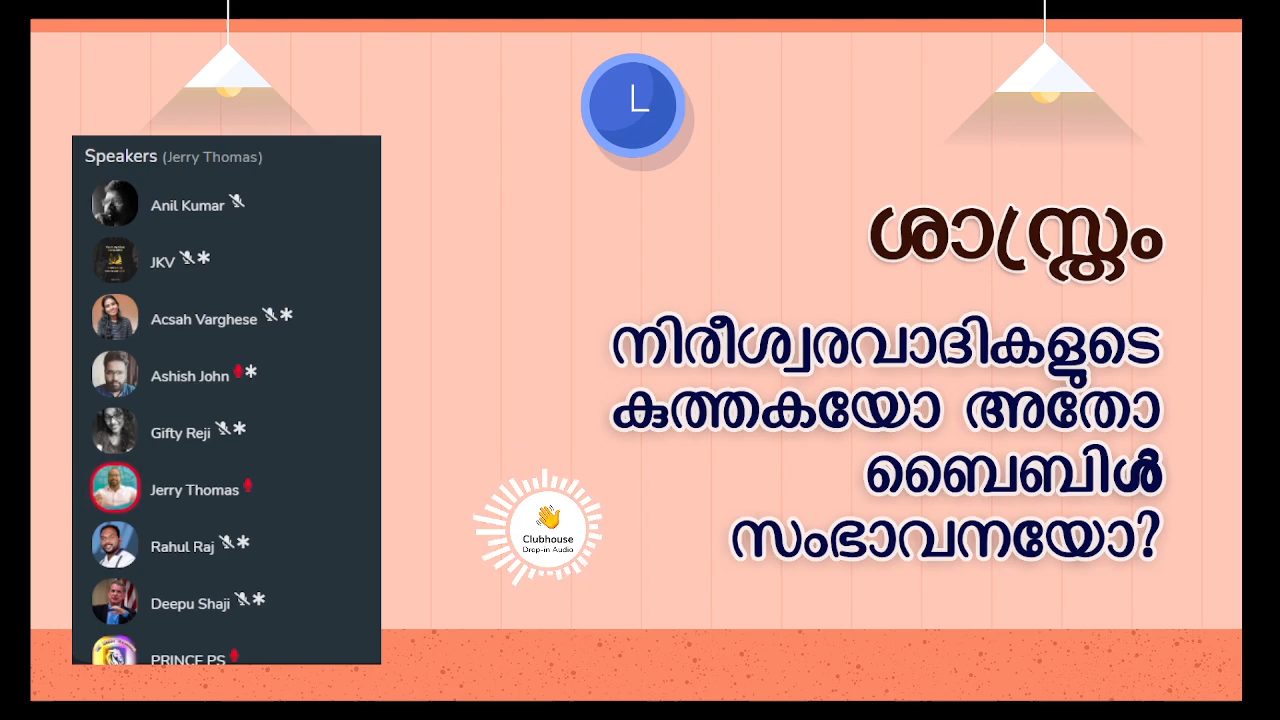 Speakers (Jerry Thomas)
Anil Kumar
JKV
Acsah Varghese
Ashish John
Gifty Reji
Jerry Thomas
Rahul Raj
Deepu Shaji
PRINCE PS
ശാസ്ത്രം
നിരീശ്വരവാദികളുടെ
കുത്തകയോ അതോ
ബൈബിൾ
സംഭാവനയോ?
Clubhouse
Drop-in Audio